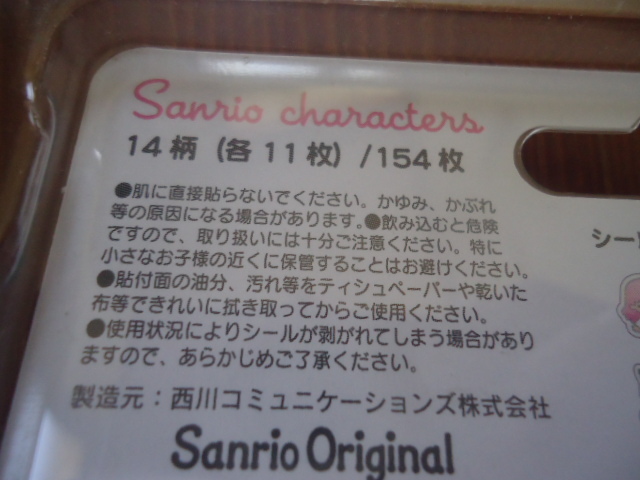 Sanrio characters
14柄（各11枚）/154枚
●肌に直接貼らないでください。かゆみ、かぶれ
等の原因になる場合があります。●飲み込むと危険
ですので、取り扱いには十分ご注意ください。特に
小さなお子様の近くに保管することはお避けください。
●貼付面の油分、汚れ等をティシュペーパーや乾いた
布等できれいに拭き取ってからご使用ください。
●使用状況によりシールが剥がれてしまう場合があり
ますので、あらかじめご了承ください。
製造元：西川コミュニケーションズ株式会社
Sanrio Original
シー